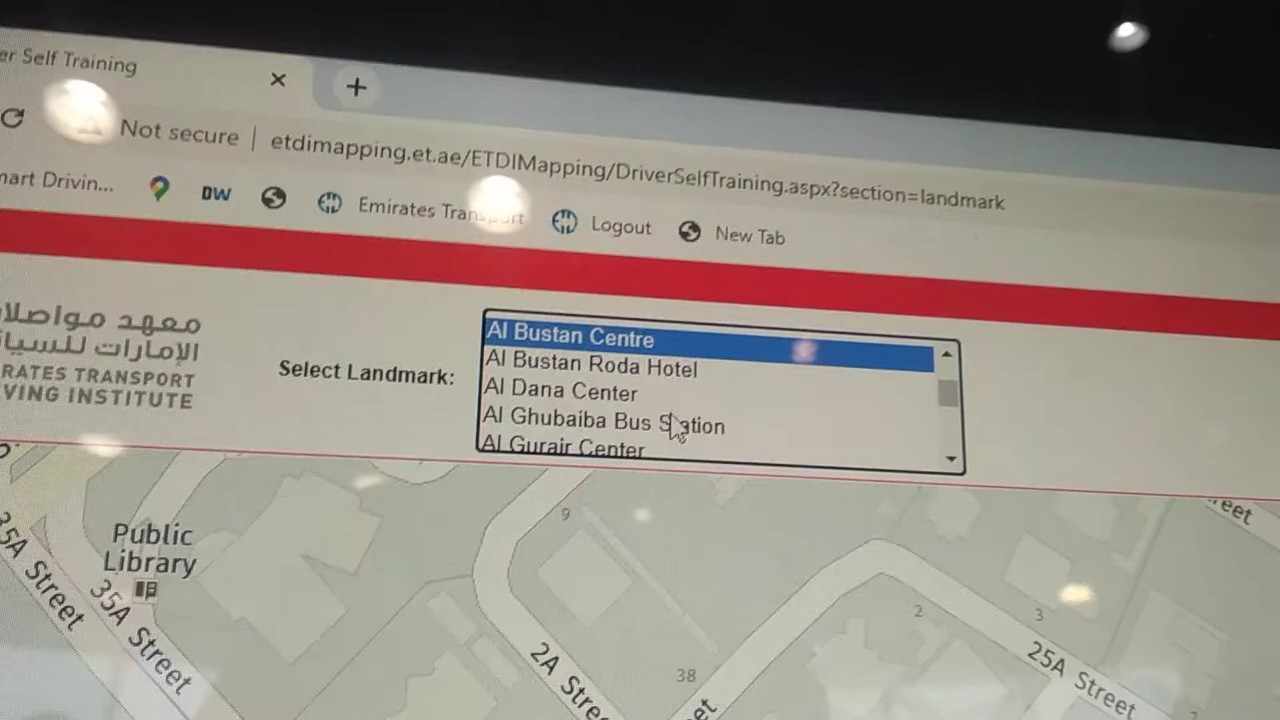 er Self Training
Not secure | etdimapping.et.ae/ETDIMapping/DriverSelfTraining.aspx?section=landmark
mart Drivin...
DW
Emirates Transport
Logout
New Tab
معهد مواصلا
الإمارات للسيا
RATES TRANSPORT
VING INSTITUTE
Select Landmark:
Al Bustan Centre
Al Bustan Roda Hotel
Al Dana Center
Al Ghubaiba Bus Station
Al Gurair Center
Public
Library
35A Street
35A Street
9
2A Stree
38
et
2
3
25A Street
reet